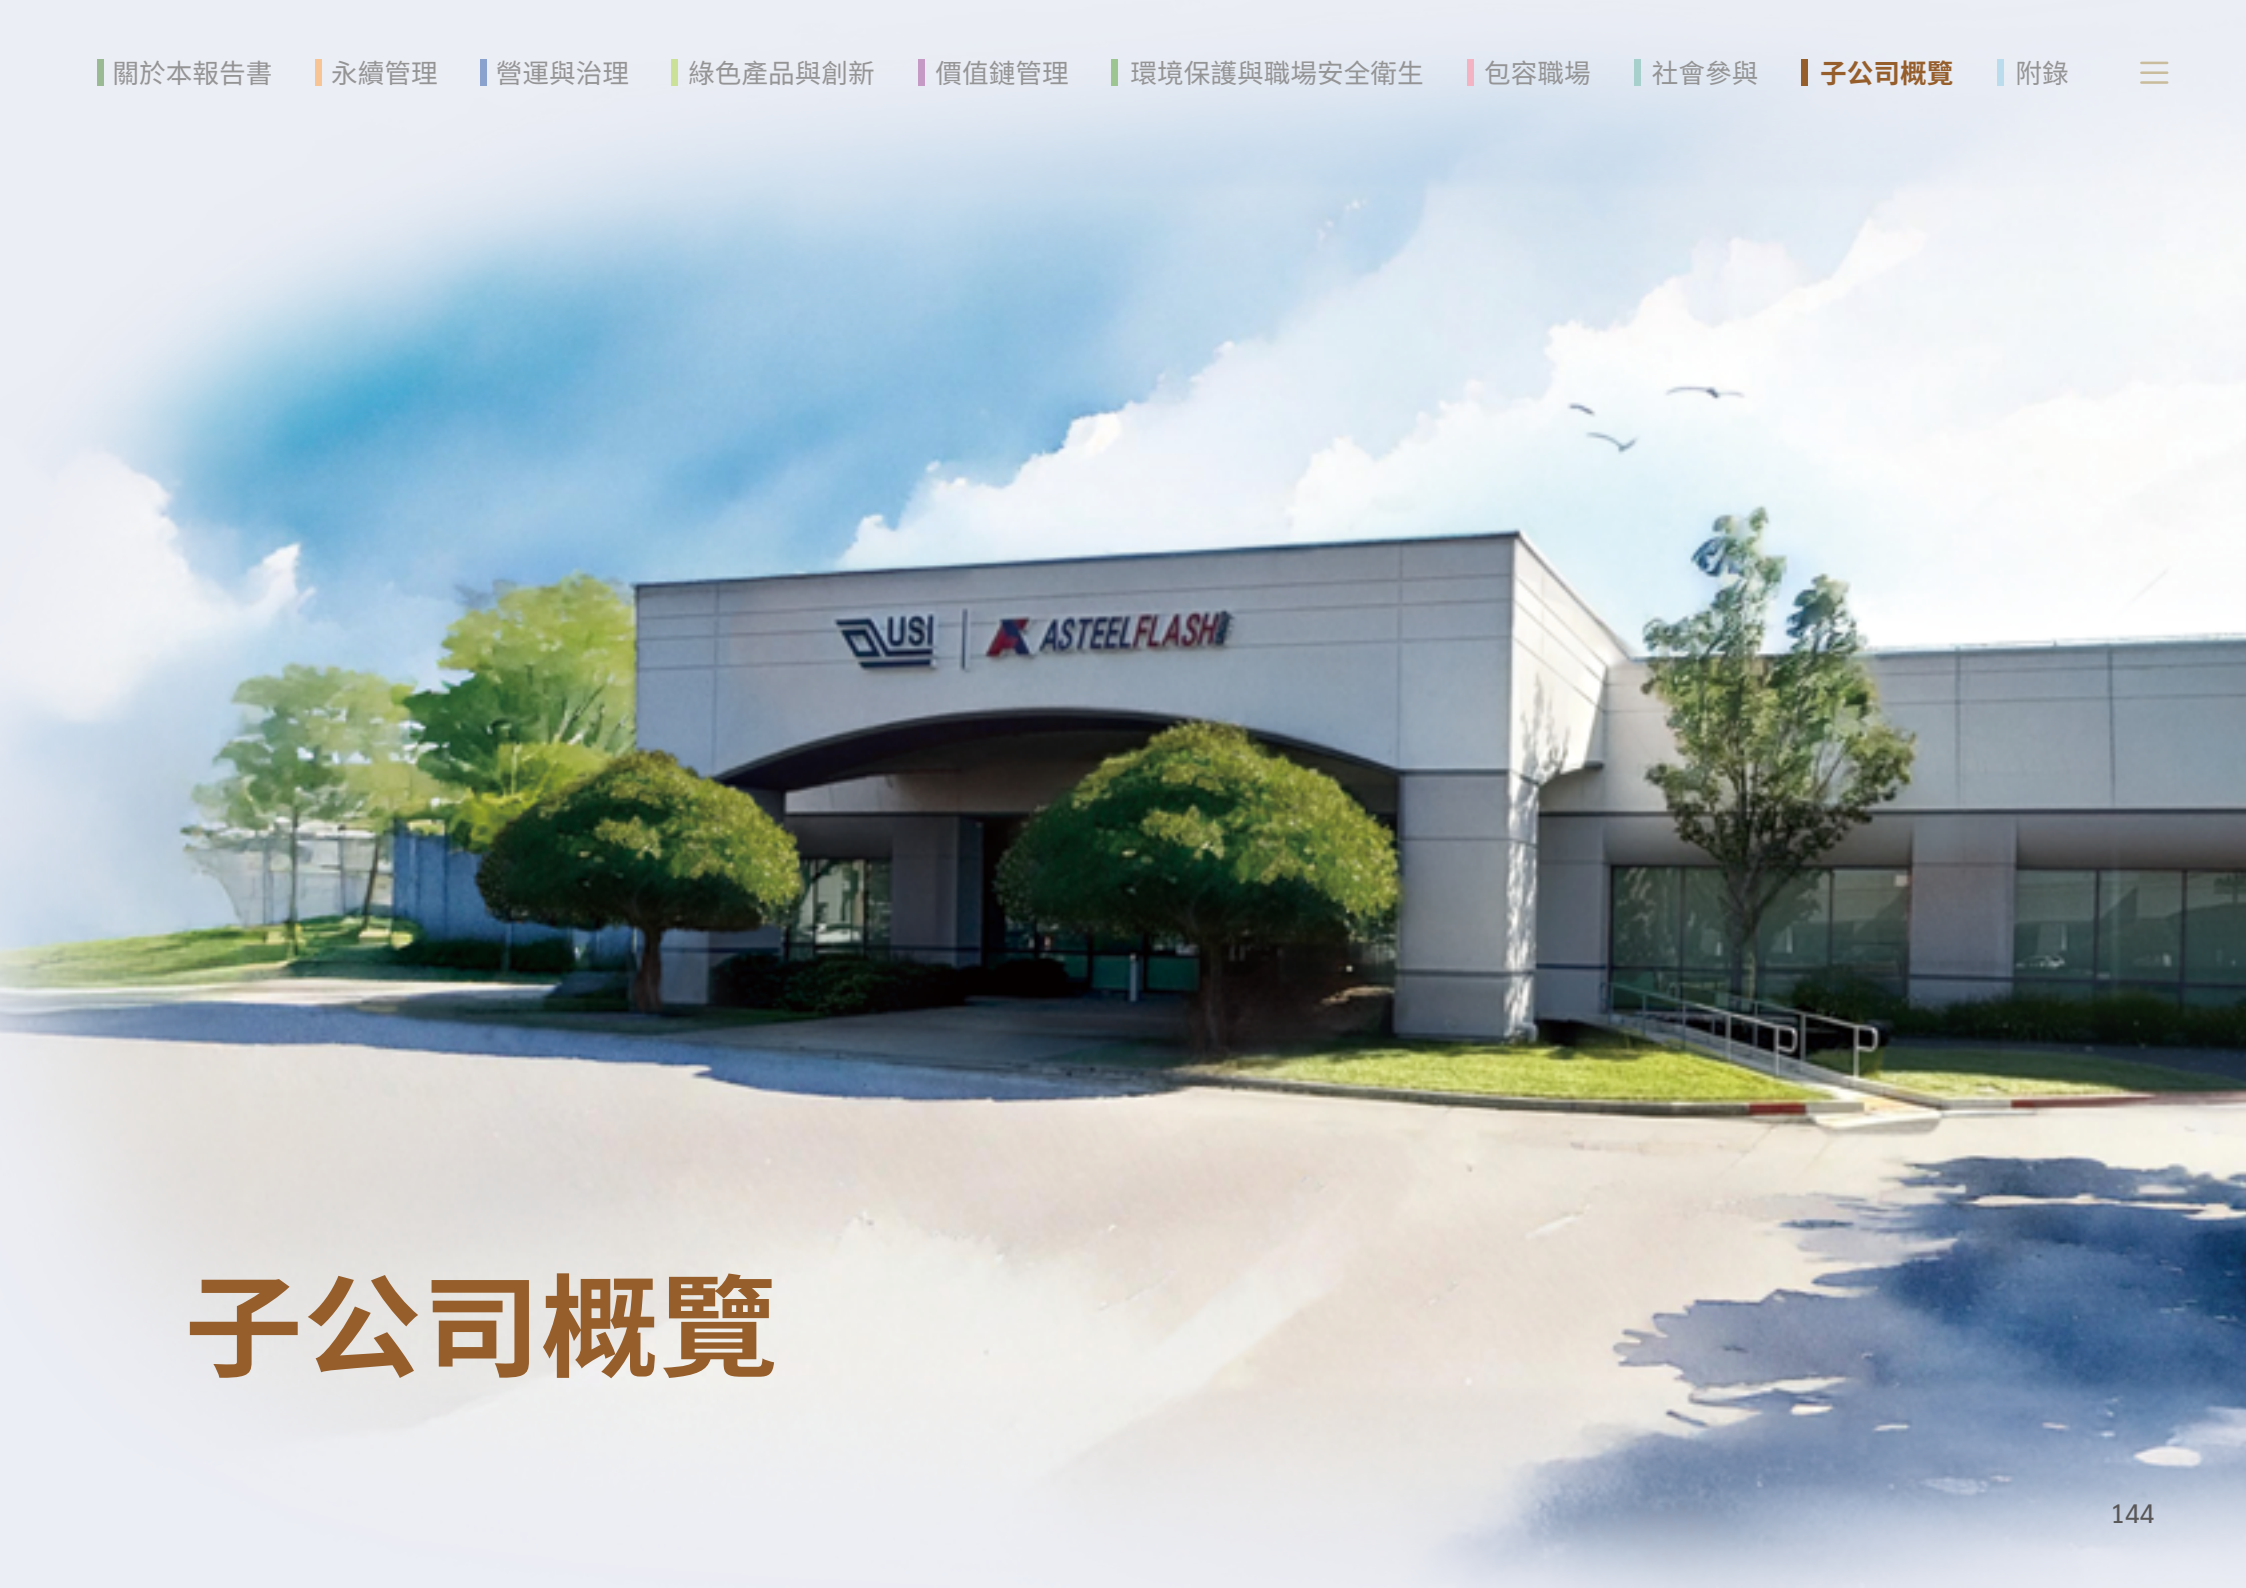 關於本報告書 永續管理 營運與治理 綠色產品與創新 價值鏈管理 環境保護與職場安全衛生 包容職場 社會參與 子公司概覽 附錄
USI ASTEELFLASH
子公司概覽
144